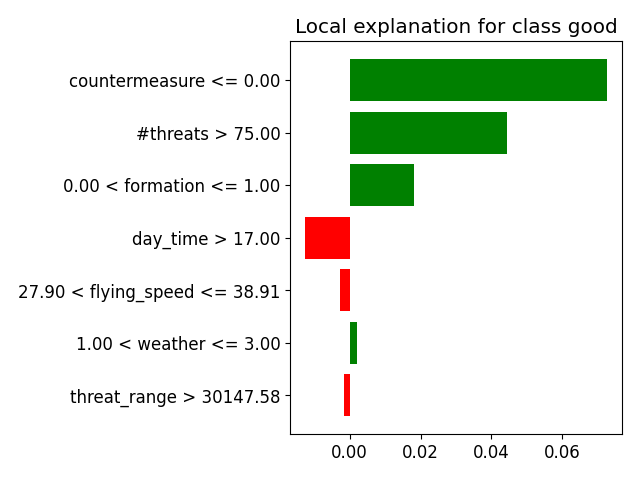 Local explanation for class good
countermeasure <= 0.00
#threats > 75.00
0.00 < formation <= 1.00
day_time > 17.00
27.90 < flying_speed <= 38.91
1.00 < weather <= 3.00
threat_range > 30147.58
0.00 0.02 0.04 0.06